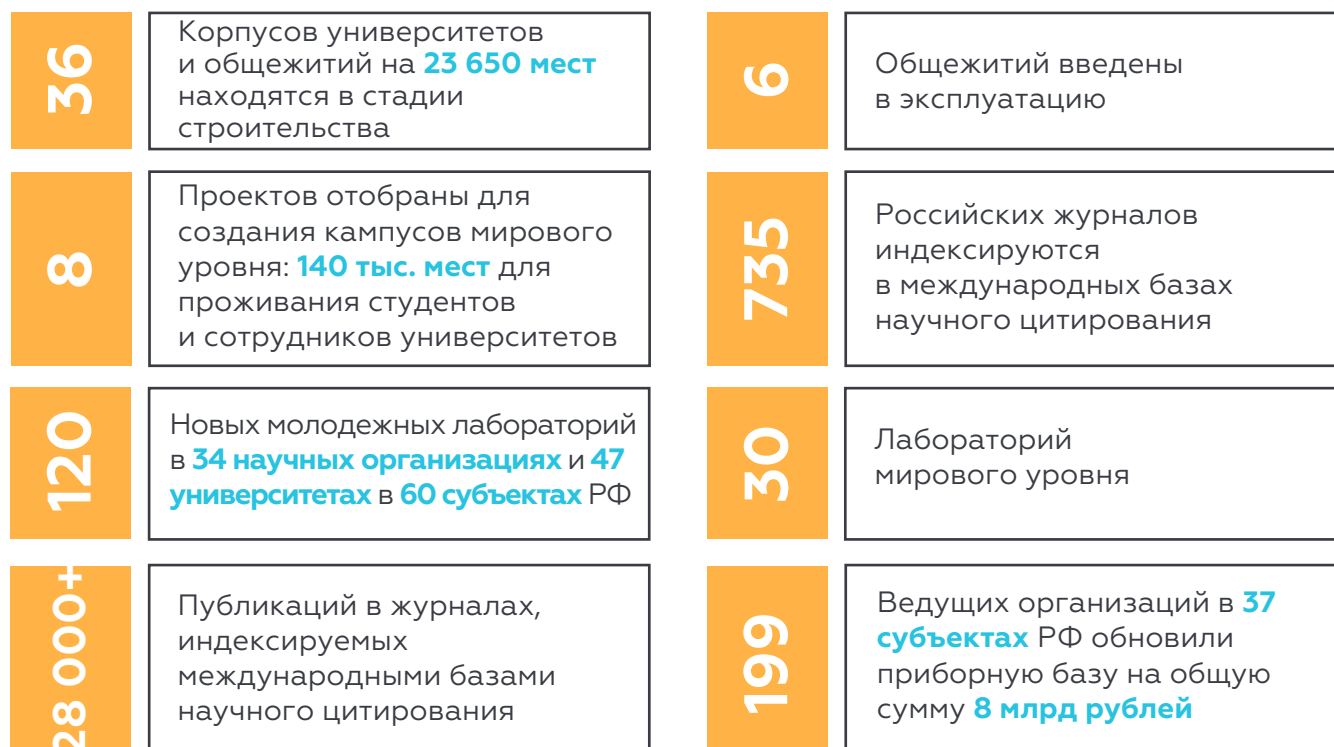 36
Корпусов университетов
и общежитий на 23 650 мест
находятся в стадии
строительства
6
Общежитий введены
в эксплуатацию
8
Проектов отобраны для
создания кампусов мирового
уровня: 140 тыс. мест для
проживания студентов
и сотрудников университетов
735
Российских журналов
индексируются
в международных базах
научного цитирования
120
Новых молодежных лабораторий
в 34 научных организациях и 47
университетах в 60 субъектах РФ
30
Лабораторий
мирового уровня
28 000+
Публикаций в журналах,
индексируемых
международными базами
научного цитирования
199
Ведущих организаций в 37
субъектах РФ обновили
приборную базу на общую
сумму 8 млрд рублей